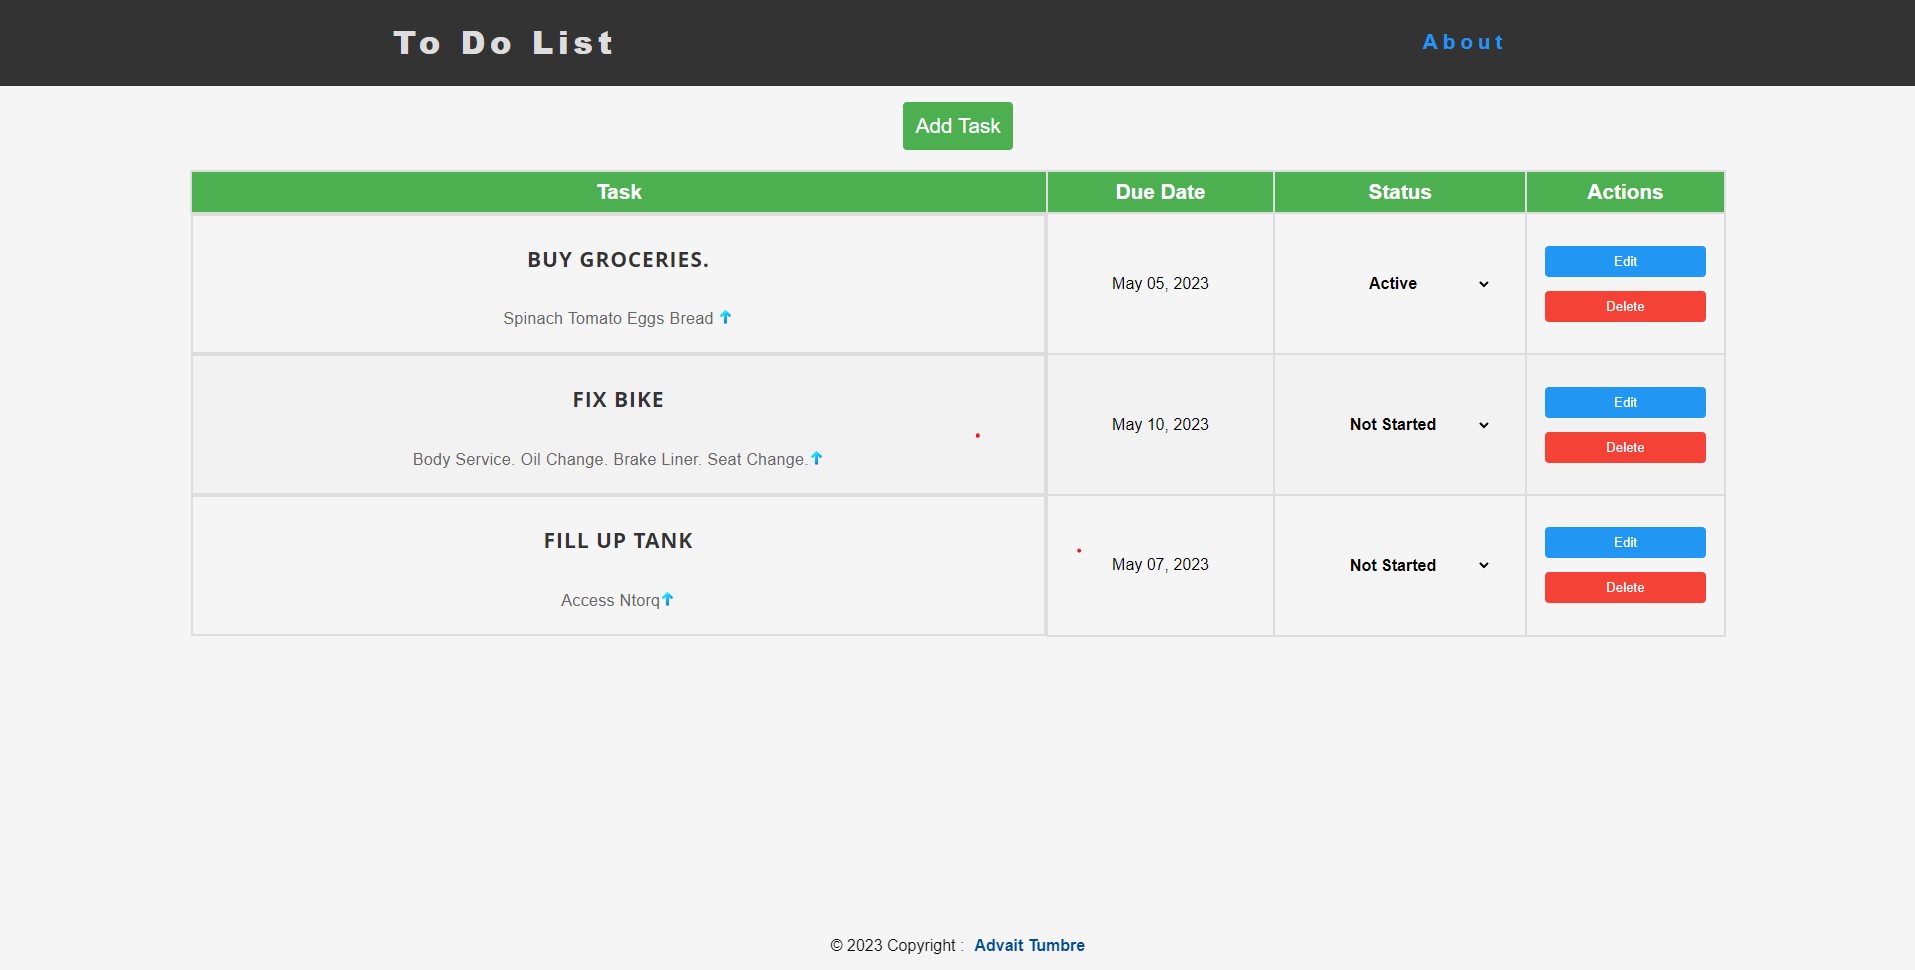 To Do List About
Add Task
Task Due Date Status Actions
BUY GROCERIES.
Spinach Tomato Eggs Bread
May 05, 2023 Active Edit
Delete
FIX BIKE
Body Service. Oil Change. Brake Liner. Seat Change.
May 10, 2023 Not Started Edit
Delete
FILL UP TANK
Access Ntorq
May 07, 2023 Not Started Edit
Delete
© 2023 Copyright : Advait Tumbre